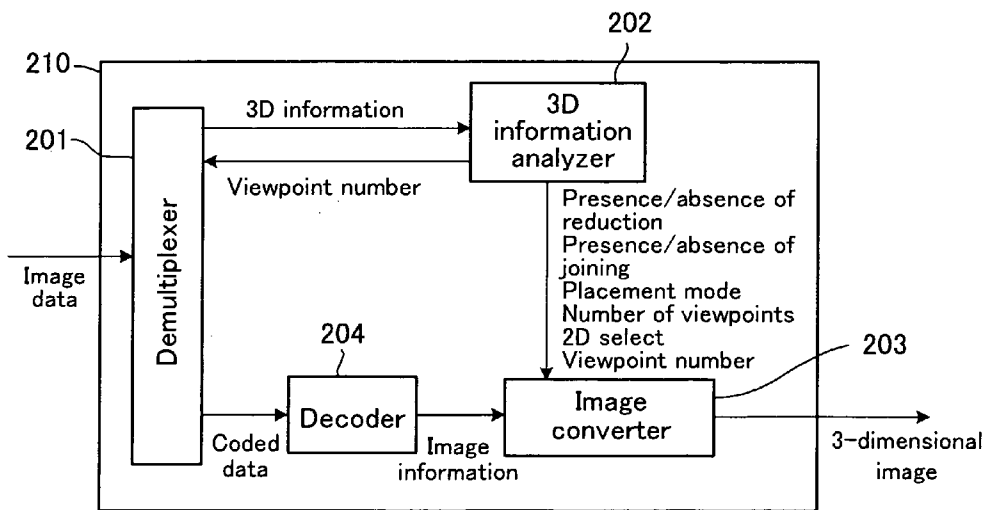 202
210
3D information
3D
information
analyzer
201
Viewpoint number
Presence/absence of
reduction
Presence/absence of
joining
Placement mode
Number of viewpoints
2D select
Viewpoint number
Image
data
Demultiplexer
204
203
Decoder
Image
converter
Coded
data
Image
information
3-dimensional
image